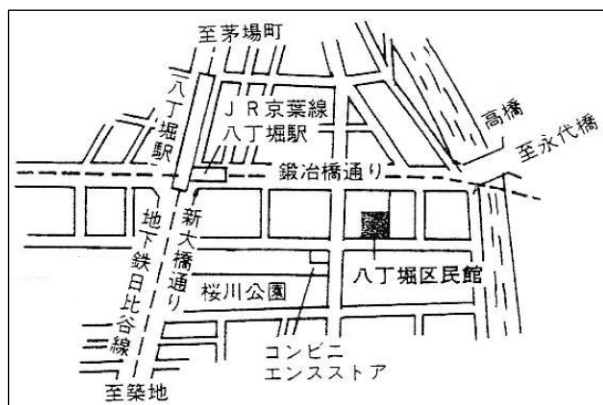 至茅場町
八丁堀駅
JR京葉線
八丁堀駅
高橋
至永代橋
鍛冶橋通り
新大橋通り
地下鉄日比谷線
八丁堀区民館
桜川公園
コンビニ
エンスストア
至築地